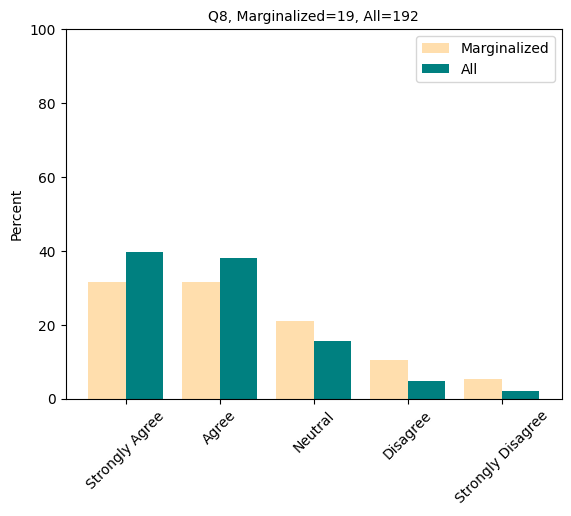 Q8, Marginalized=19, All=192
100
80
60
40
20
0
Percent
Marginalized
All
Strongly Agree
Agree
Neutral
Disagree
Strongly Disagree